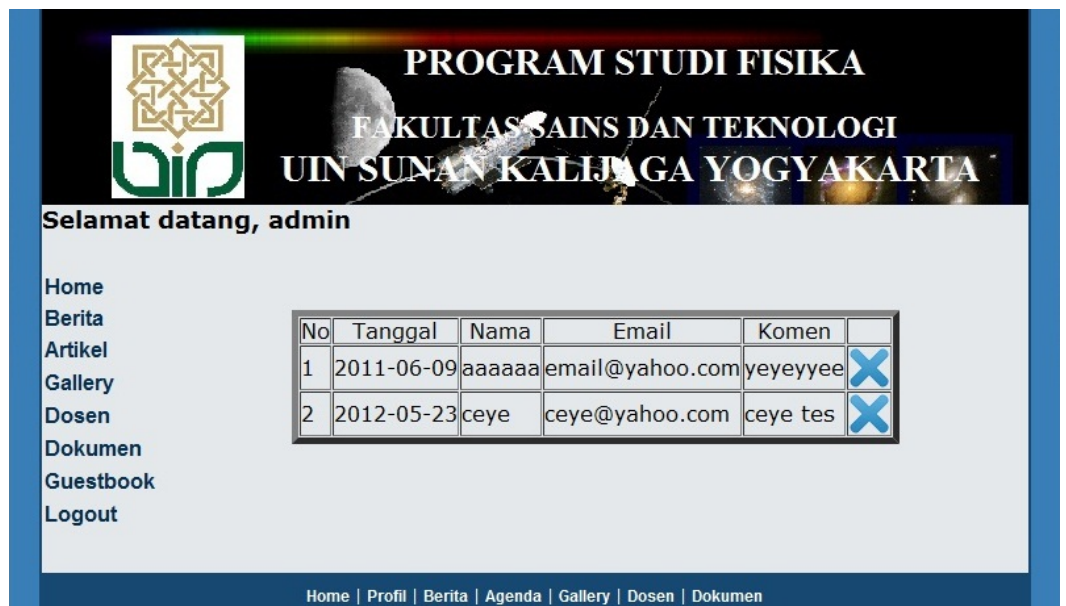 PROGRAM STUDI FISIKA
FAKULTAS SAINS DAN TEKNOLOGI
UIN SUNAN KALIJAGA YOGYAKARTA
uin
Selamat datang, admin
Home
Berita
Artikel
Gallery
Dosen
Dokumen
Guestbook
Logout
No Tanggal Nama Email Komen
1 2011-06-09 aaaaaa email@yahoo.com yeyeyyee
2 2012-05-23 ceye ceye@yahoo.com ceye tes
Home | Profil | Berita | Agenda | Gallery | Dosen | Dokumen